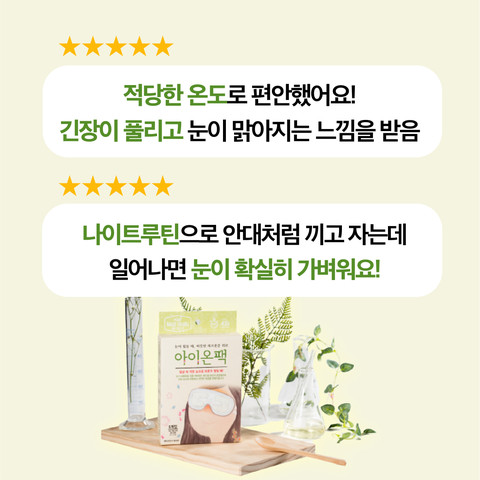 적당한 온도로 편안했어요!
긴장이 풀리고 눈이 맑아지는 느낌을 받음
나이트루틴으로 안대처럼 끼고 자는데
일어나면 눈이 확실히 가벼워요!
아이온팩